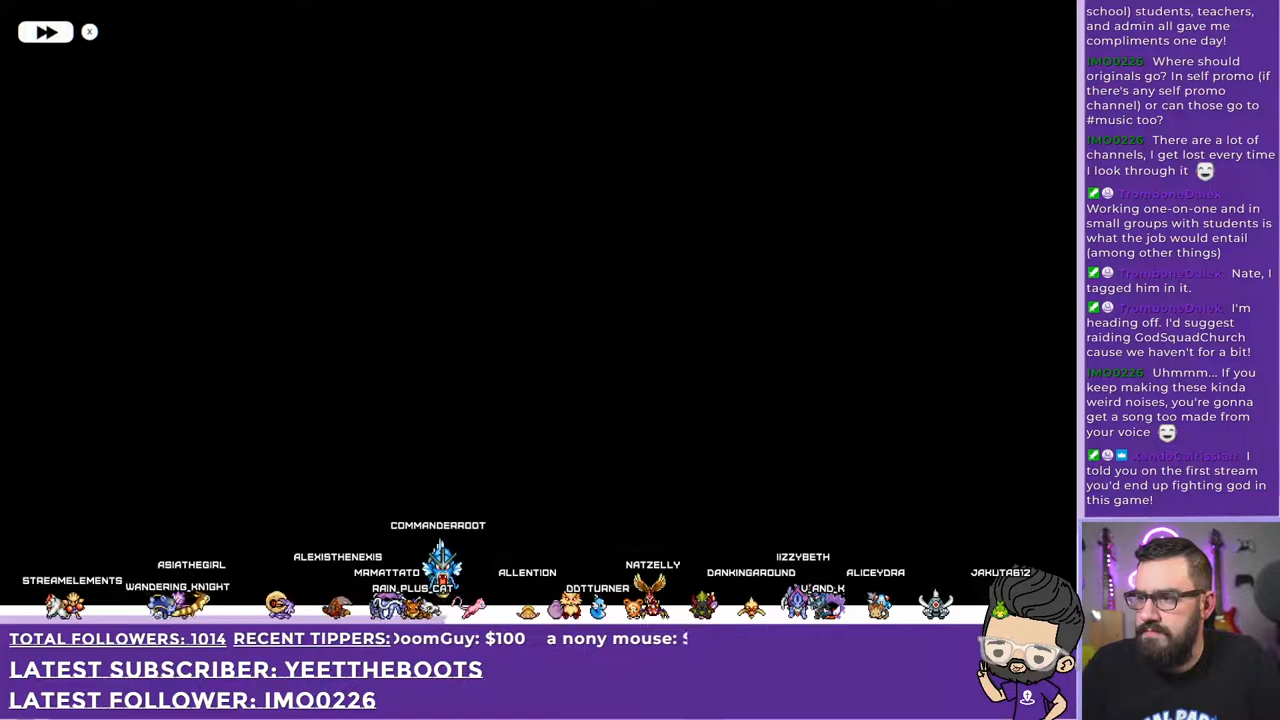 X
school) students, teachers,
and admin all gave me
compliments one day!
IMO0226 Where should
originals go? In self promo (if
there's any self promo
channel) or can those go to
#music too?
IMO0226 There are a lot of
channels, I get lost every time
I look through it
TromboneDalek
Working one-on-one and in
small groups with students is
what the job would entail
(among other things)
TromboneDalek Nate, I
tagged him in it.
TromboneDalek I'm
heading off. I'd suggest
raiding GodSquadChurch
cause we haven't for a bit!
IMO0226 Uhmmm... If you
keep making these kinda
weird noises, you're gonna
get a song too made from
your voice
XandoCalrissian I
told you on the first stream
you'd end up fighting god in
this game!
COMMANDERROOT
ALEXISTHENEXIS
IIZZYBETH
ASIATHEGIRL
NATZELLY
MRMATTATO
ALLENTION
DANKINGAROUND
ALICEYDRA
JAKUTA612
STREAMELEMENTS
WANDERING_KN1GHT
RAIN_PLUS_CAT
DDTTURNER
U_AND_K
TOTAL FOLLOWERS: 1014 RECENT TIPPERS: DoomGuy: $100 a nony mouse: $
LATEST SUBSCRIBER: YEETTHEBOOTS
LATEST FOLLOWER: IMO0226